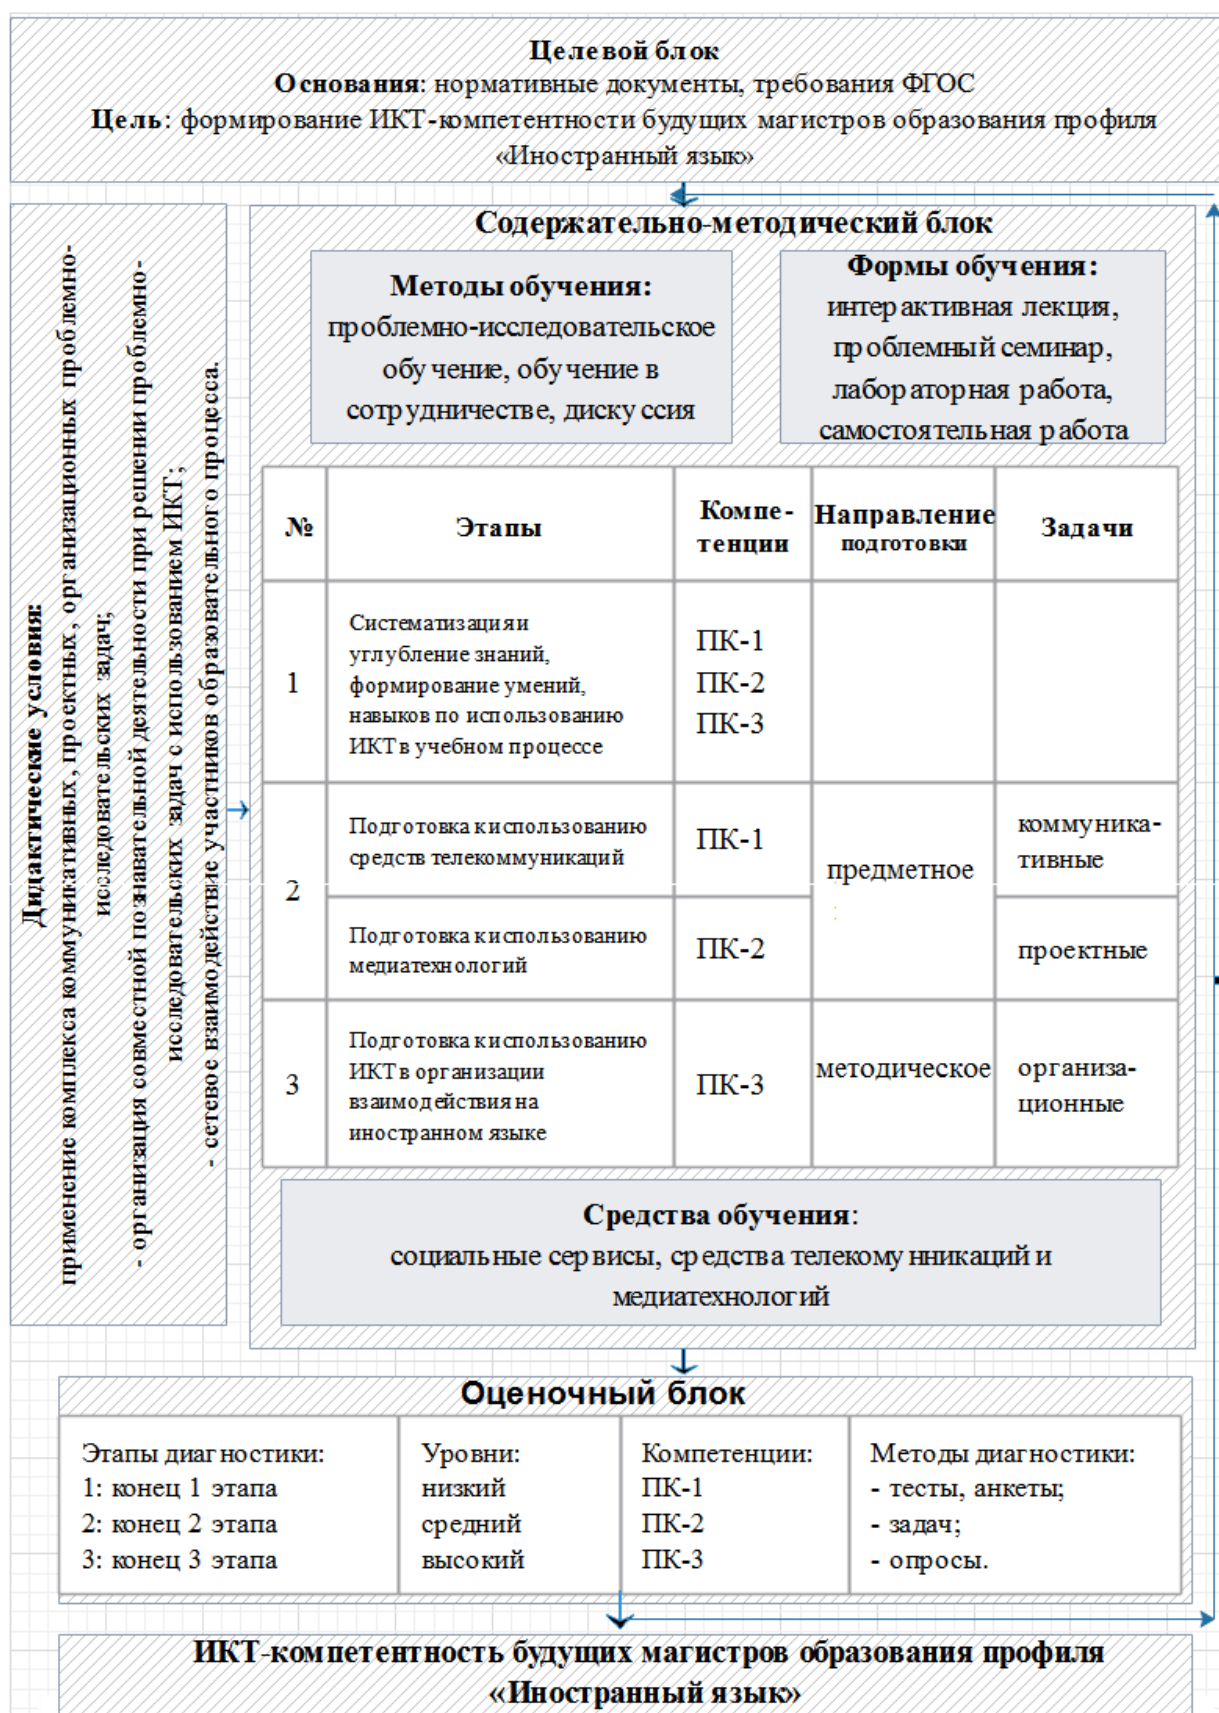 Целевой блок
Основания: нормативные документы, требования ФГОС
Цель: формирование ИКТ-компетентности будущих магистров образования профиля
«Иностранный язык»
Дидактические условия:
применение комплекса коммуникативных, проектных, организационных проблемно-
исследовательских задач;
- организация совместной познавательной деятельности при решении проблемно-
исследовательских задач с использованием ИКТ;
- сетевое взаимодействие участников образовательного процесса.
Содержательно-методический блок
Методы обучения:
проблемно-исследовательское
обучение, обучение в
сотрудничестве, дискуссия
Формы обучения:
интерактивная лекция,
проблемный семинар,
лабораторная работа,
самостоятельная работа
№
Этапы
Компе-
тенции
Направление
подготовки
Задачи
1
Систематизация и
углубление знаний,
формирование умений,
навыков по использованию
ИКТ в учебном процессе
ПК-1
ПК-2
ПК-3
2
Подготовка к использованию
средств телекоммуникаций
ПК-1
предметное
коммуника-
тивные
Подготовка к использованию
медиатехнологий
ПК-2
проектные
3
Подготовка к использованию
ИКТ в организации
взаимодействия на
иностранном языке
ПК-3
методическое
организа-
ционные
Средства обучения:
социальные сервисы, средства телекомунникаций и
медиатехнологий
Оценочный блок
Этапы диагностики:
1: конец 1 этапа
2: конец 2 этапа
3: конец 3 этапа
Уровни:
низкий
средний
высокий
Компетенции:
ПК-1
ПК-2
ПК-3
Методы диагностики:
- тесты, анкеты;
- задач;
- опросы.
ИКТ-компетентность будущих магистров образования профиля
«Иностранный язык»